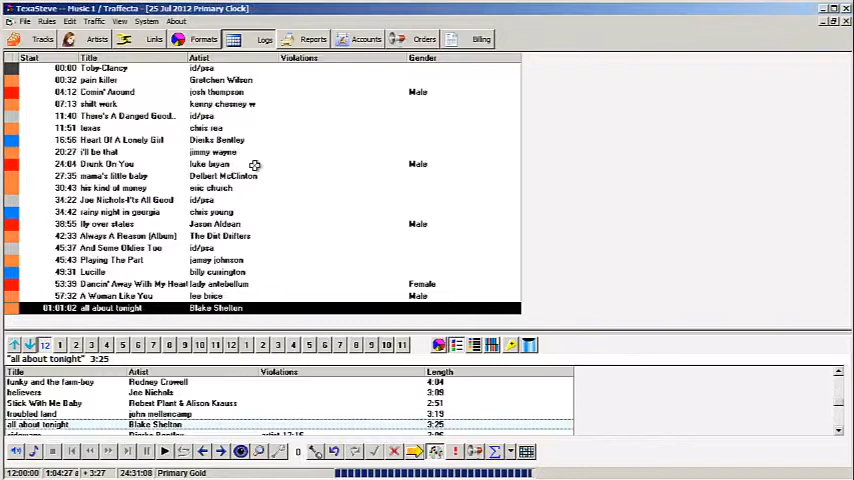 TexaSteve -- Music 1 / Traffecta - [25 Jul 2012 Primary Clock]
File Rules Edit Traffic View System About
Tracks Artists Links Formats Logs Reports Accounts Orders Billing
Start Title Artist Violations Gender
00:00 Toby-Clancy id/psa
00:32 pain killer Gretchen Wilson
04:12 Comin' Around josh thompson Male
07:13 shift work kenny chesney w
11:40 There's A Danged Good.. id/psa
11:51 texas chris rea
16:56 Heart Of A Lonely Girl Dierks Bentley
20:27 i'll be that jimmy wayne
24:04 Drunk On You luke bryan Male
27:35 mama's little baby Delbert McClinton
30:43 his kind of money eric church
34:22 Joe Nichols-I'ts All Good id/psa
34:42 rainy night in georgia chris young
38:55 fly over states Jason Aldean Male
42:33 Always A Reason (Album) The Dirt Drifters
45:37 And Some Oldies Too id/psa
45:43 Playing The Part jamey johnson
49:31 Lucille billy currington
53:39 Dancin' Away With My Heart lady antebellum Female
57:32 A Woman Like You lee brice Male
01:01:02 all about tonight Blake Shelton
12 1 2 3 4 5 6 7 8 9 10 11 12 1 2 3 4 5 6 7 8 9 10 11
"all about tonight" 3:25
Title Artist Violations Length
funky and the farm-boy Rodney Crowell 4:04
believers Joe Nichols 3:09
Stick With Me Baby Robert Plant & Alison Krauss 2:51
troubled land john mellencamp 3:19
all about tonight Blake Shelton 3:25
sideways Dierks Bentley
0
12:00:00 1:04:27 a + 3:27 24:31:08 Primary Gold